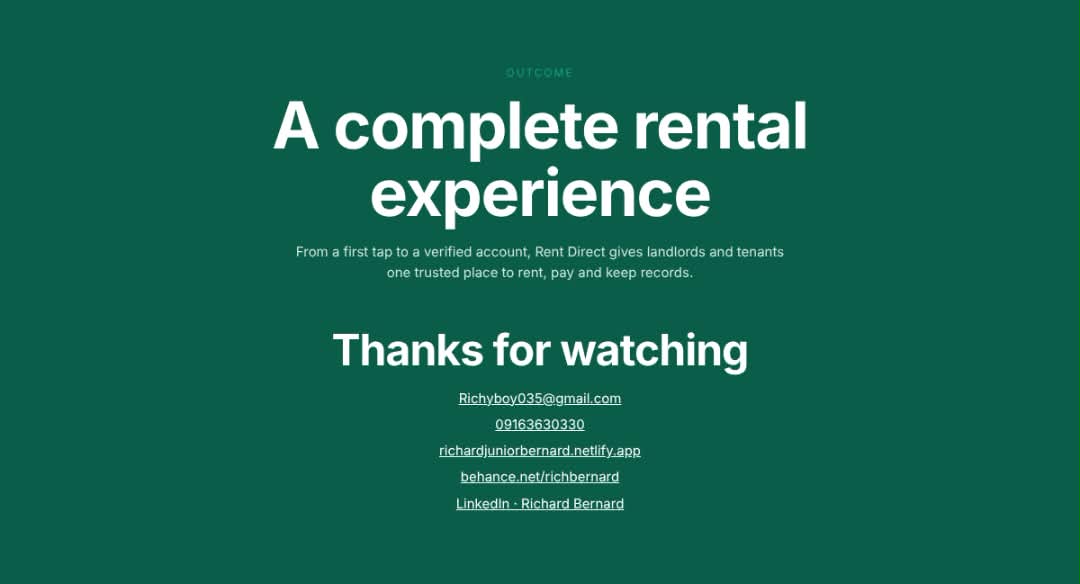 OUTCOME
A complete rental
experience
From a first tap to a verified account, Rent Direct gives landlords and tenants
one trusted place to rent, pay and keep records.
Thanks for watching
Richyboy035@gmail.com
09163630330
richardjuniorbernard.netlify.app
behance.net/richbernard
LinkedIn · Richard Bernard